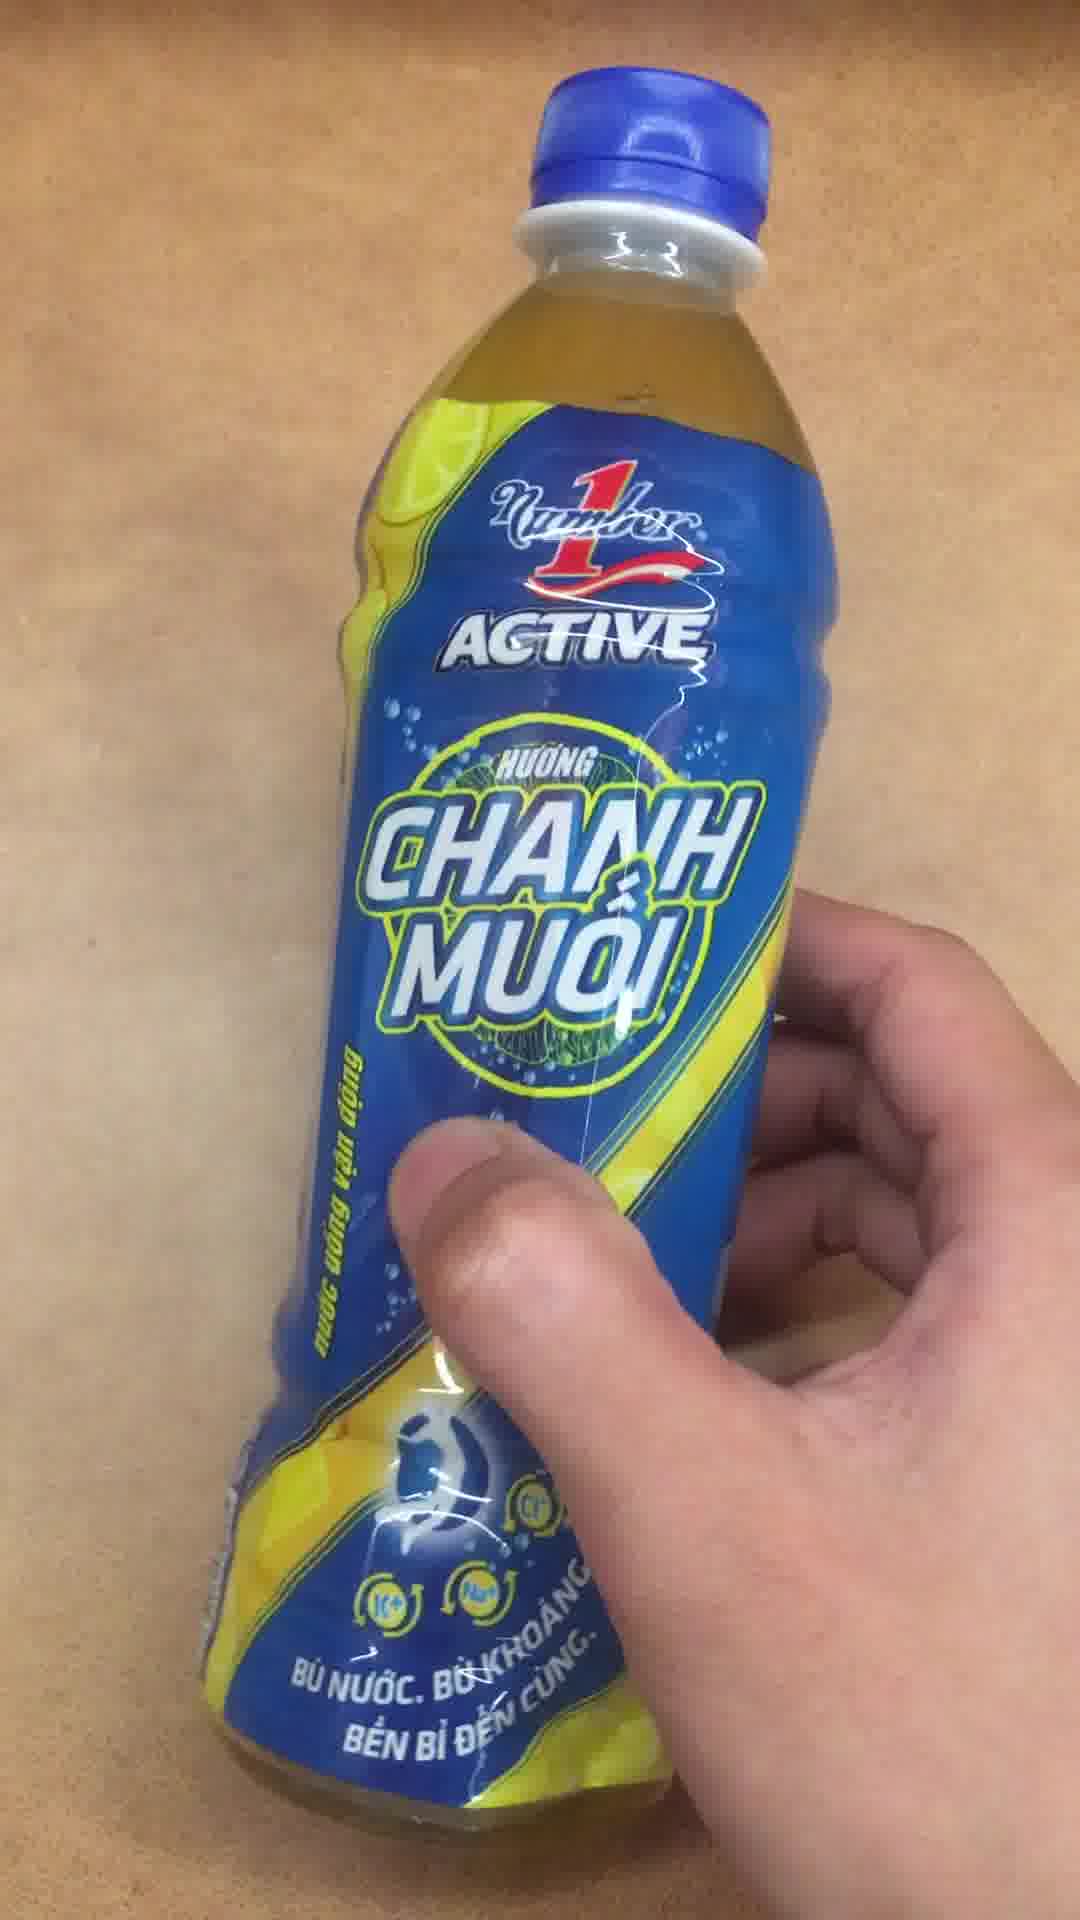 Number 1
ACTIVE
HƯƠNG
CHANH
MUỐI
nước uống vận động
K+
Na+
BÙ NƯỚC. BÙ KHOÁNG.
BỀN BỈ ĐẾN CÙNG.